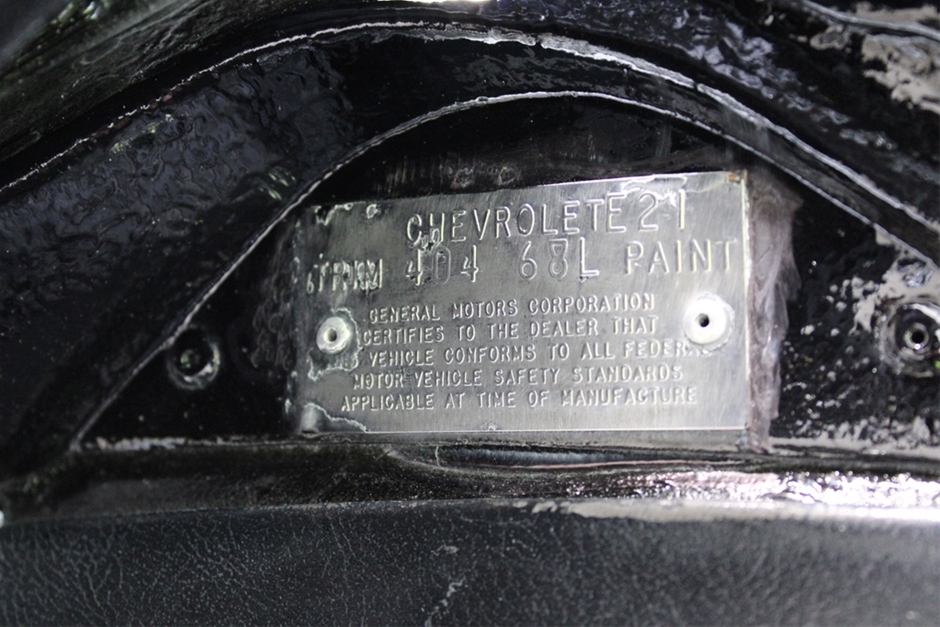 CHEVROLETE 21
TRIM 404 68L PAINT
GENERAL MOTORS CORPORATION
CERTIFIES TO THE DEALER THAT
VEHICLE CONFORMS TO ALL FEDERAL
MOTOR VEHICLE SAFETY STANDARDS
APPLICABLE AT TIME OF MANUFACTURE